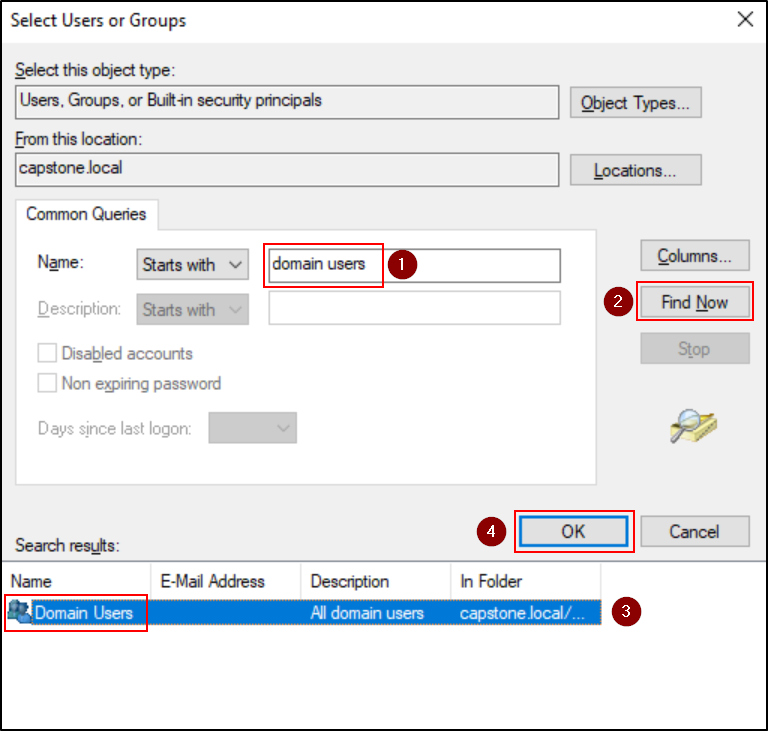 Select Users or Groups
Select this object type:
Users, Groups, or Built-in security principals
Object Types...
From this location:
capstone.local
Locations...
Common Queries
Name:
Starts with
domain users
1
Columns...
Description:
Starts with
2
Find Now
Disabled accounts
Stop
Non expiring password
Days since last logon:
4
OK
Cancel
Search results:
Name E-Mail Address Description In Folder
Domain Users All domain users capstone.local/...
3